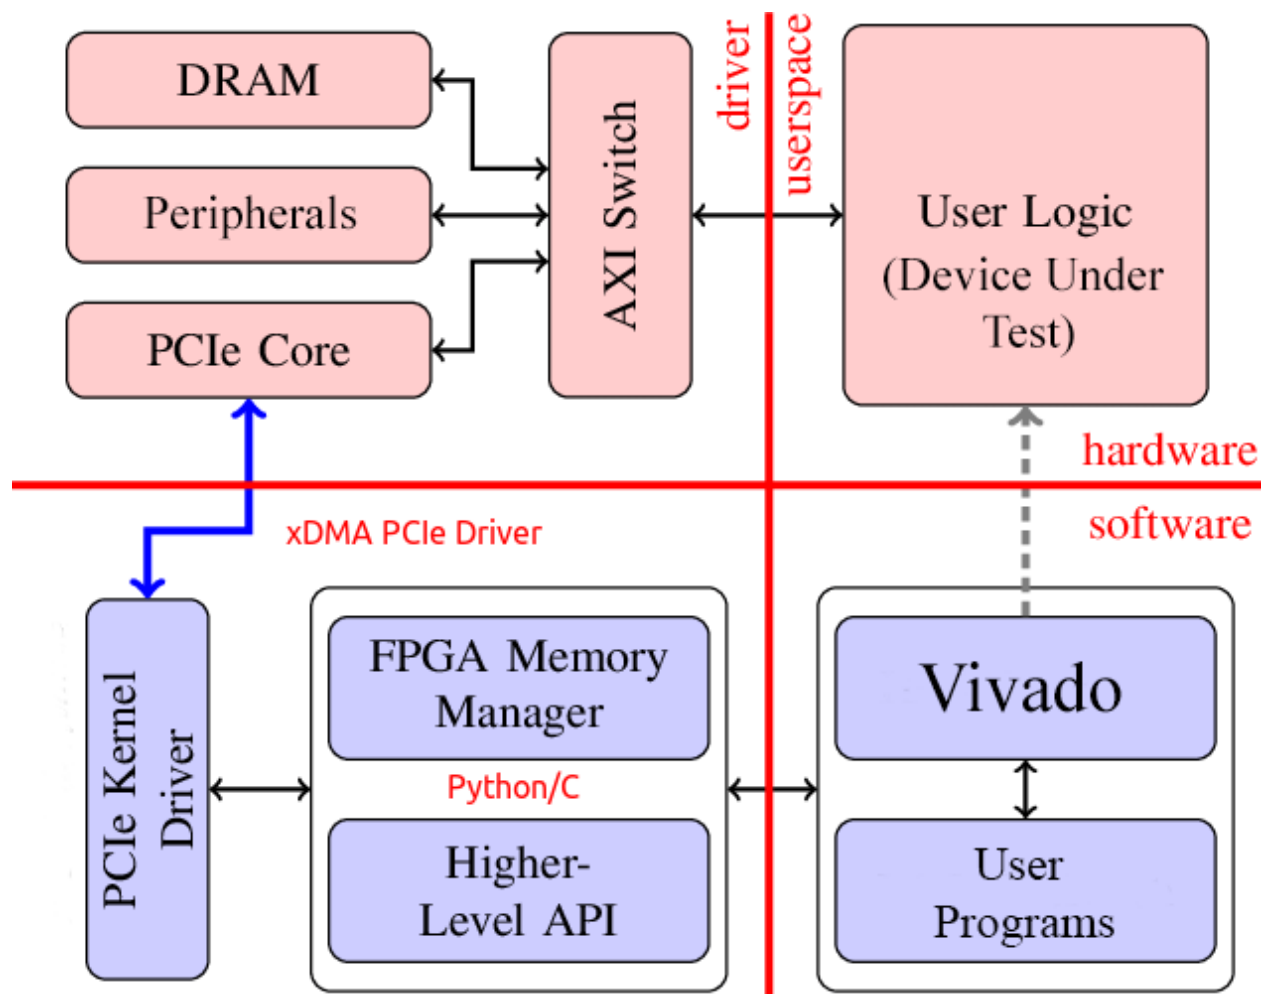 DRAM
Peripherals
PCIe Core
AXI Switch
driver
userspace
User Logic
(Device Under
Test)
hardware
software
xDMA PCIe Driver
PCIe Kernel
Driver
FPGA Memory
Manager
Python/C
Higher-
Level API
Vivado
User
Programs